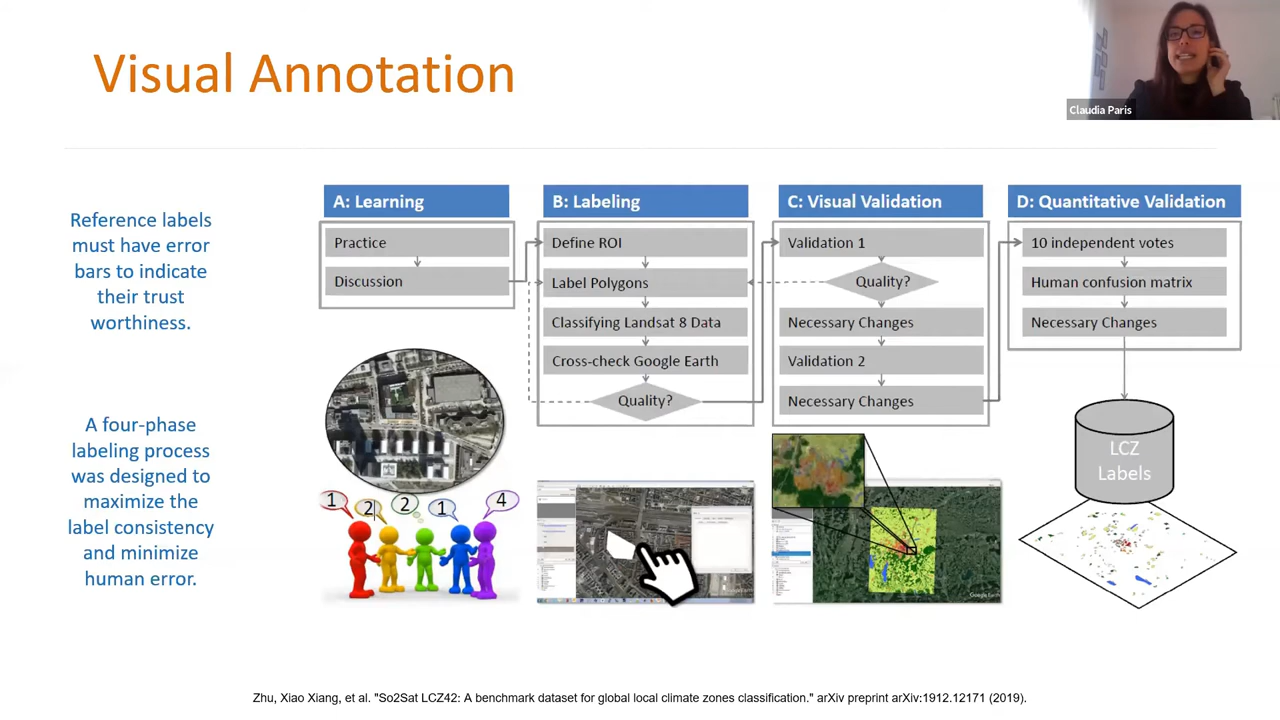 Visual Annotation
Claudia Paris
Reference labels
must have error
bars to indicate
their trust
worthiness.
A four-phase
labeling process
was designed to
maximize the
label consistency
and minimize
human error.
A: Learning
Practice
Discussion
1
2
2
1
4
B: Labeling
Define ROI
Label Polygons
Classifying Landsat 8 Data
Cross-check Google Earth
Quality?
C: Visual Validation
Validation 1
Quality?
Necessary Changes
Validation 2
Necessary Changes
Google Earth
D: Quantitative Validation
10 independent votes
Human confusion matrix
Necessary Changes
LCZ
Labels
Zhu, Xiao Xiang, et al. "So2Sat LCZ42: A benchmark dataset for global local climate zones classification." arXiv preprint arXiv:1912.12171 (2019).